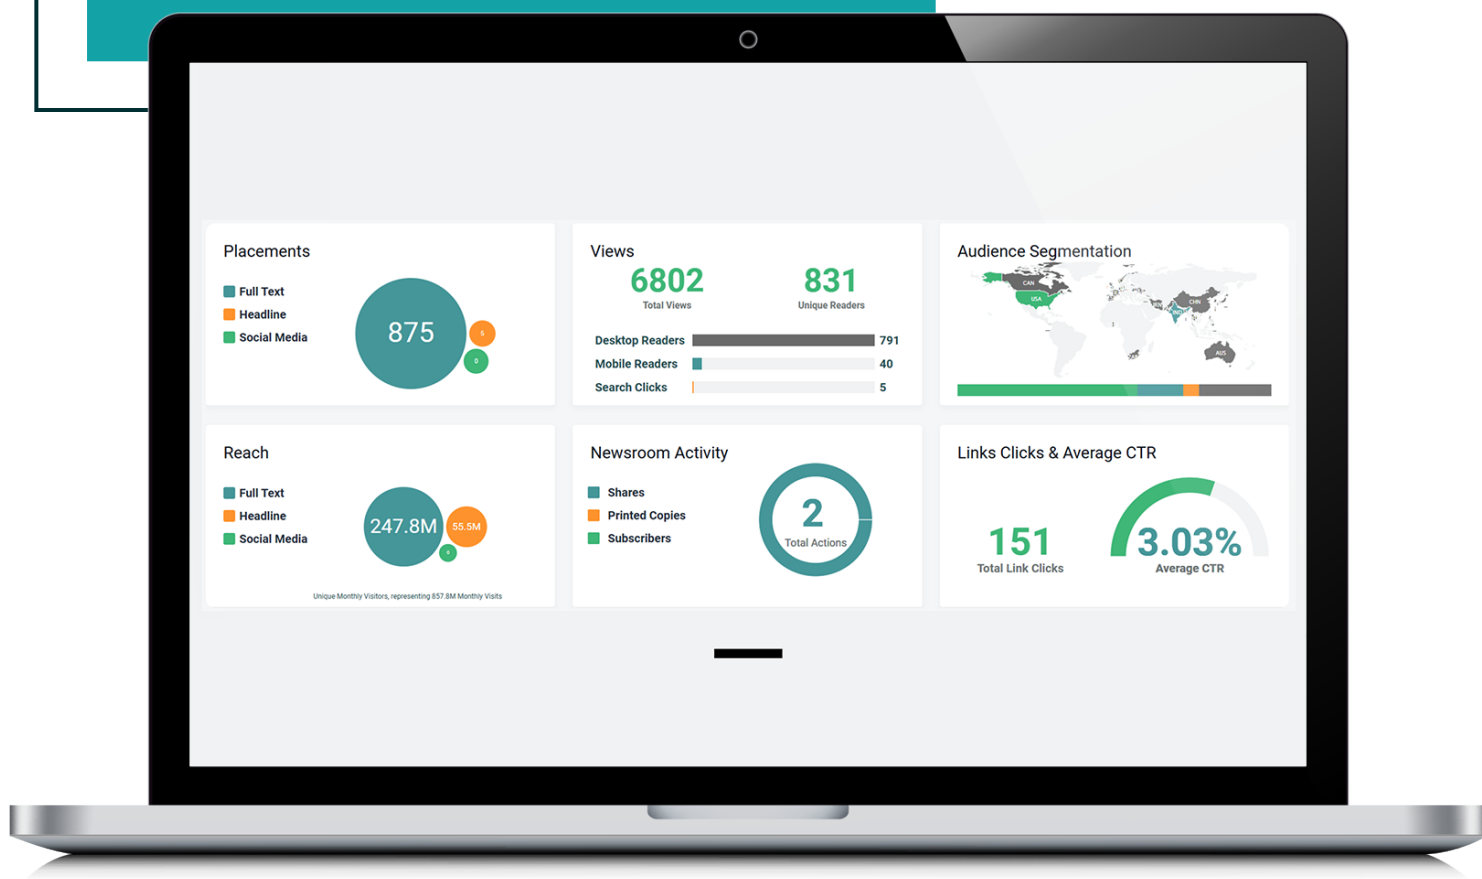 Placements
Full Text
Headline
Social Media
875
5
0
Views
6802
Total Views
831
Unique Readers
Desktop Readers 791
Mobile Readers 40
Search Clicks 5
Audience Segmentation
CAN
USA
CHN
AUS
Reach
Full Text
Headline
Social Media
247.8M
55.5M
Unique Monthly Visitors, representing 857.8M Monthly Visits
Newsroom Activity
Shares
Printed Copies
Subscribers
2
Total Actions
Links Clicks & Average CTR
151
Total Link Clicks
3.03%
Average CTR